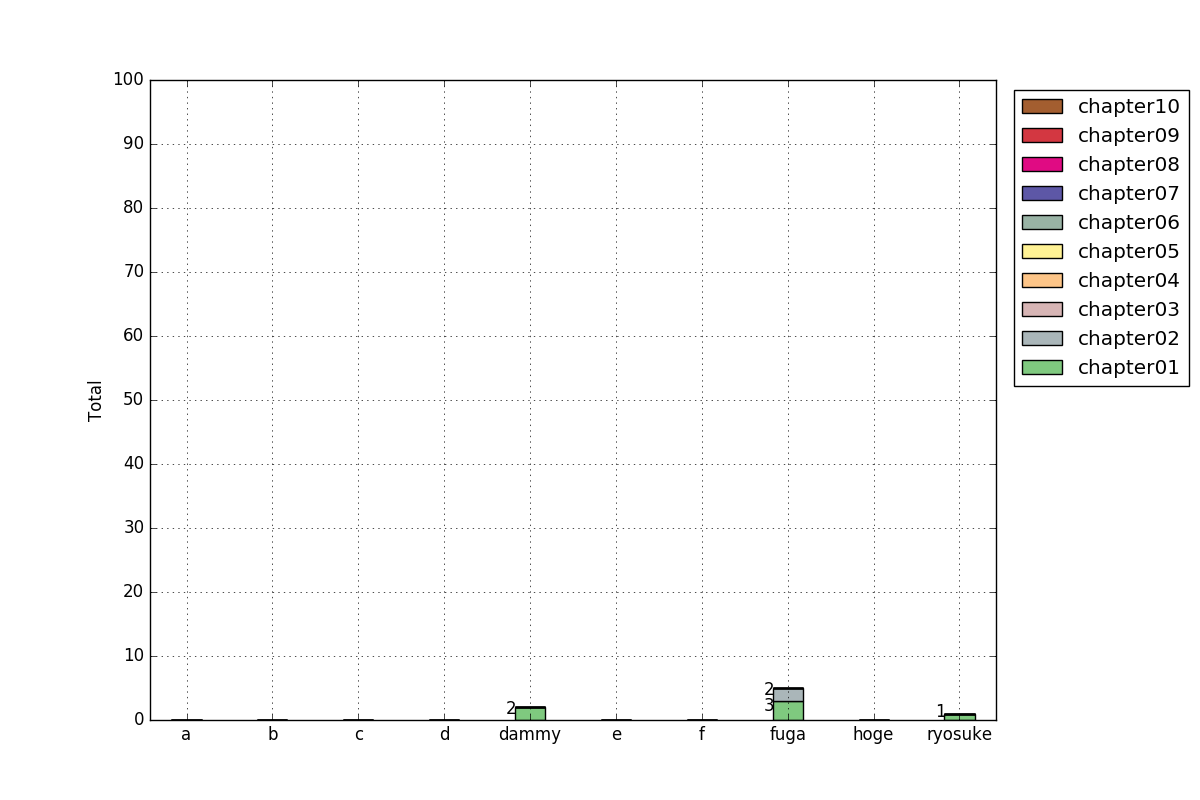 100
90
80
70
60
50
40
30
20
10
0
Total
2
2
3
1
a b c d dammy e f fuga hoge ryosuke
chapter10
chapter09
chapter08
chapter07
chapter06
chapter05
chapter04
chapter03
chapter02
chapter01